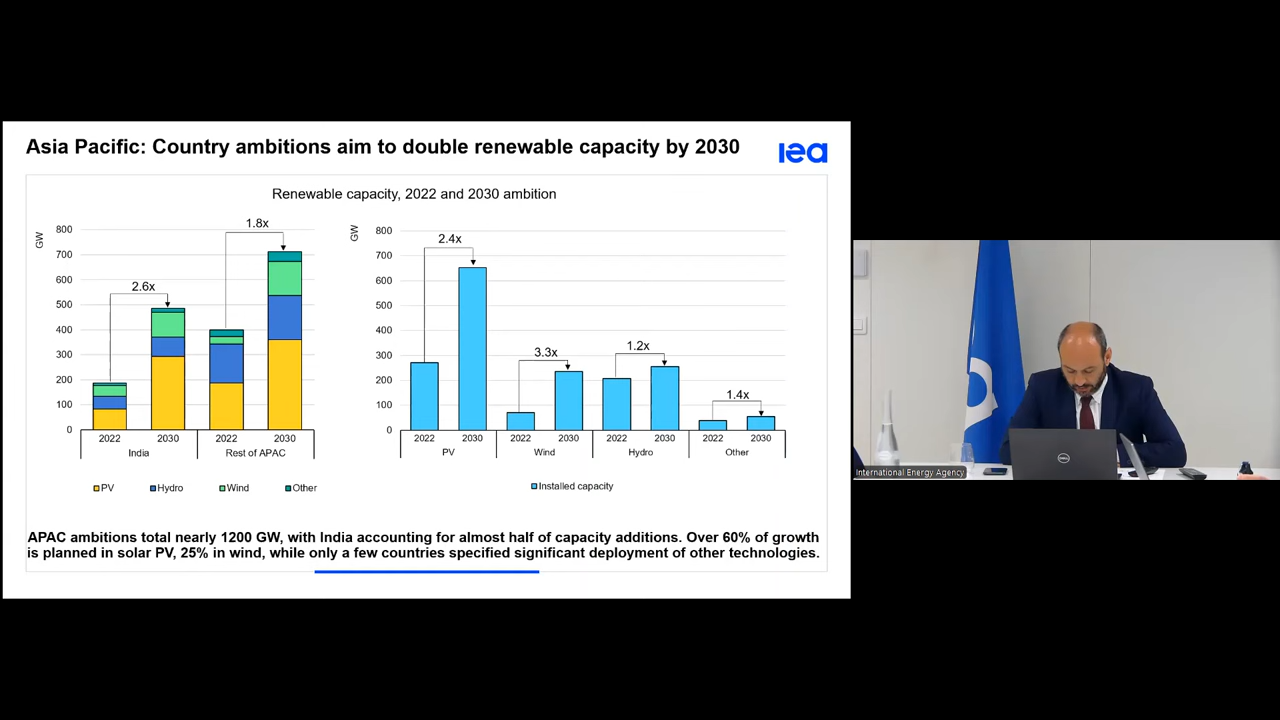 Asia Pacific: Country ambitions aim to double renewable capacity by 2030
iea
Renewable capacity, 2022 and 2030 ambition
GW
800
700
600
500
400
300
200
100
0
2.6x
1.8x
2022 2030 2022 2030
India Rest of APAC
PV Hydro Wind Other
GW
800
700
600
500
400
300
200
100
0
2.4x
3.3x
1.2x
1.4x
2022 2030 2022 2030 2022 2030 2022 2030
PV Wind Hydro Other
Installed capacity
APAC ambitions total nearly 1200 GW, with India accounting for almost half of capacity additions. Over 60% of growth
is planned in solar PV, 25% in wind, while only a few countries specified significant deployment of other technologies.
International Energy Agency
DELL